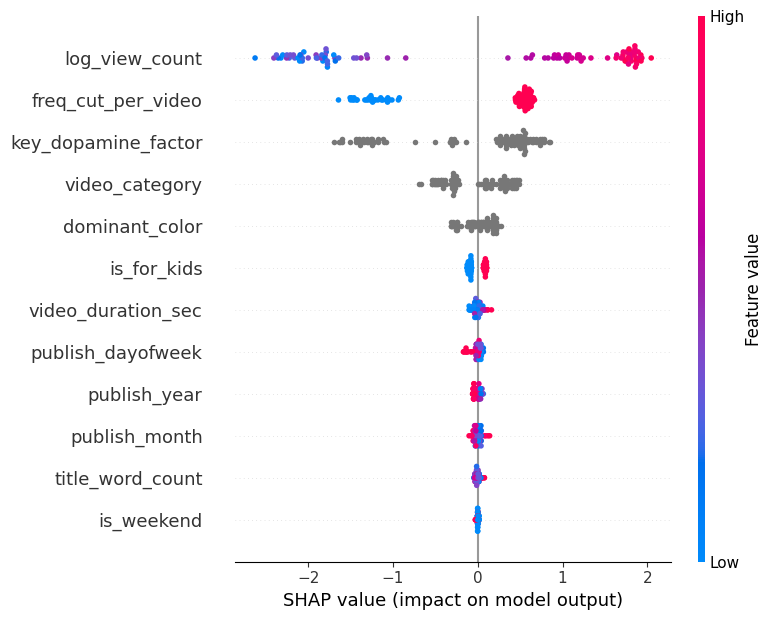 High
log_view_count
freq_cut_per_video
key_dopamine_factor
video_category
dominant_color
is_for_kids
video_duration_sec
publish_dayofweek
publish_year
publish_month
title_word_count
is_weekend
Feature value
Low
−2 −1 0 1 2
SHAP value (impact on model output)